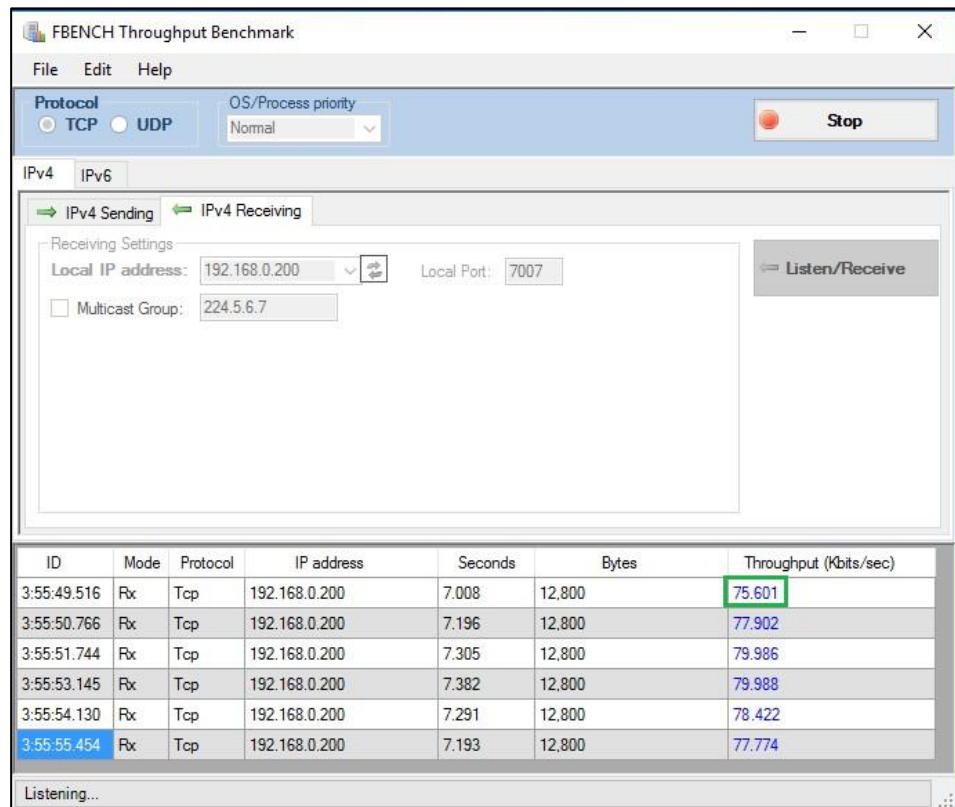 FBENCH Throughput Benchmark
File Edit Help
Protocol
TCP UDP
OS/Process priority
Normal
Stop
IPv4 IPv6
IPv4 Sending IPv4 Receiving
Receiving Settings
Local IP address: 192.168.0.200 Local Port: 7007
Listen/Receive
Multicast Group: 224.5.6.7
ID Mode Protocol IP address Seconds Bytes Throughput (Kbits/sec)
3:55:49.516 Rx Tcp 192.168.0.200 7.008 12,800 75.601
3:55:50.766 Rx Tcp 192.168.0.200 7.196 12,800 77.902
3:55:51.744 Rx Tcp 192.168.0.200 7.305 12,800 79.986
3:55:53.145 Rx Tcp 192.168.0.200 7.382 12,800 79.988
3:55:54.130 Rx Tcp 192.168.0.200 7.291 12,800 78.422
3:55:55.454 Rx Tcp 192.168.0.200 7.193 12,800 77.774
Listening...